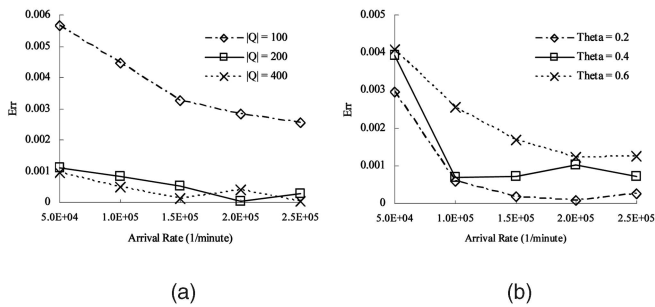 0.006
0.005
0.004
0.003
0.002
0.001
0
Err
|Q| = 100
|Q| = 200
|Q| = 400
5.0E+04 1.0E+05 1.5E+05 2.0E+05 2.5E+05
Arrival Rate (1/minute)
(a)
0.005
0.004
0.003
0.002
0.001
0
Err
Theta = 0.2
Theta = 0.4
Theta = 0.6
5.0E+04 1.0E+05 1.5E+05 2.0E+05 2.5E+05
Arrival Rate (1/minute)
(b)